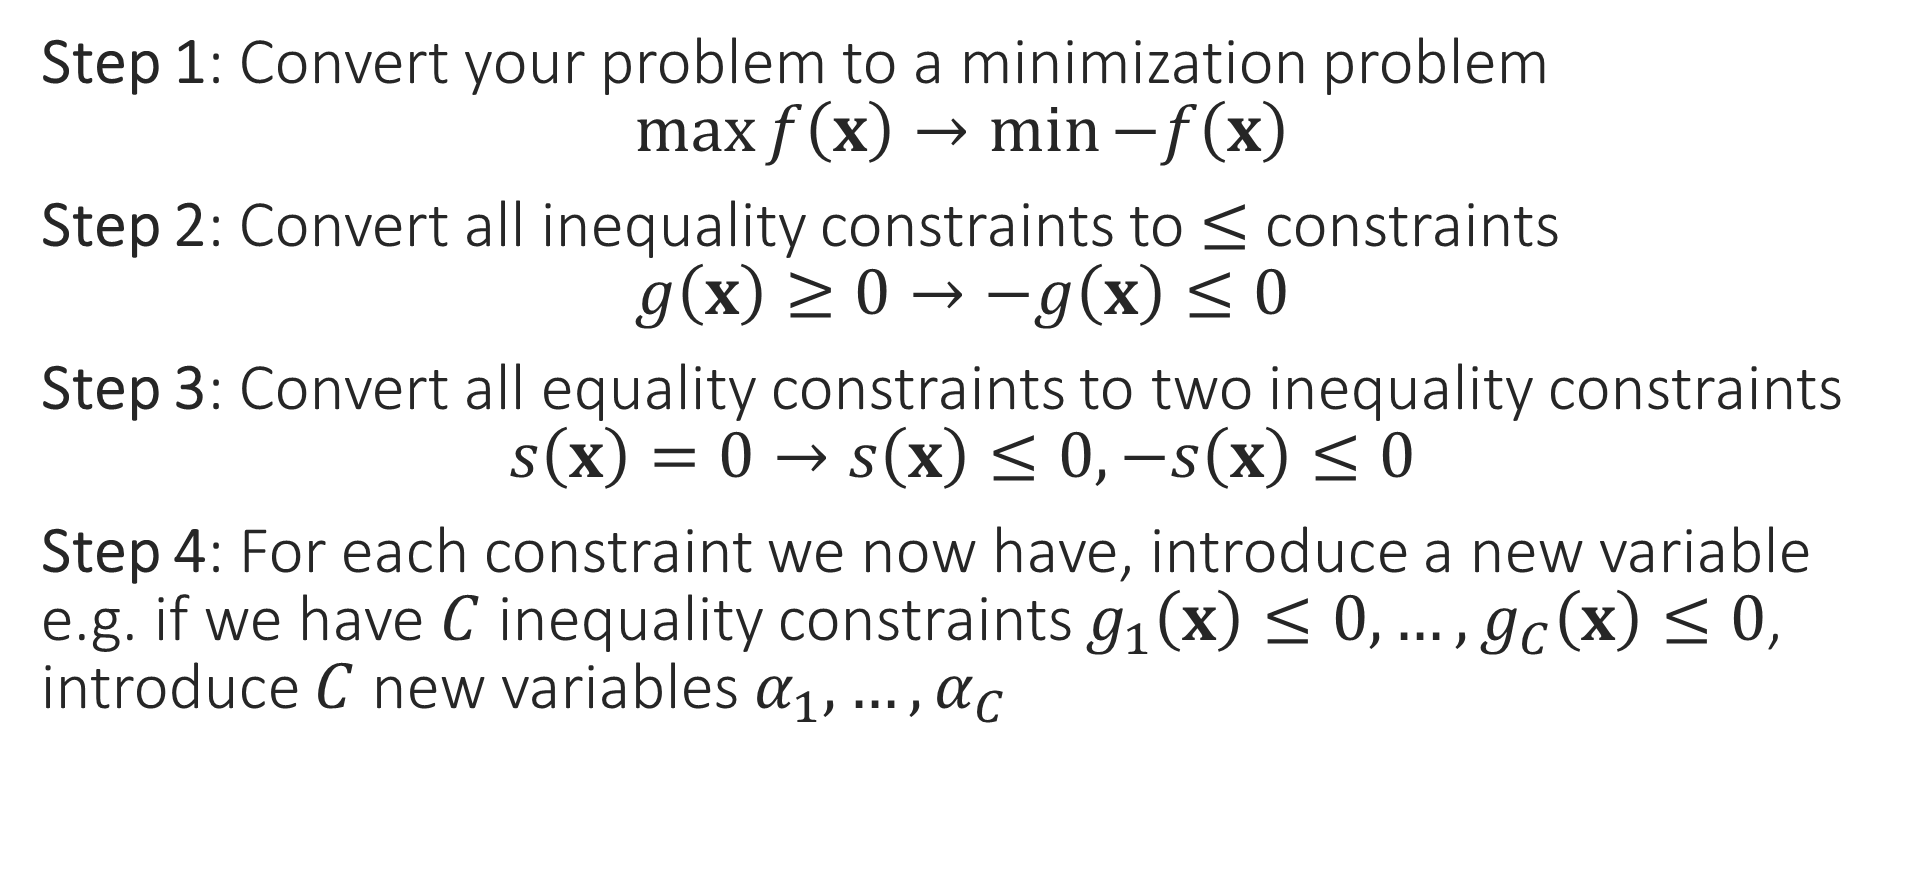 Step 1: Convert your problem to a minimization problem
max f(x) → min −f(x)
Step 2: Convert all inequality constraints to ≤ constraints
g(x) ≥ 0 → −g(x) ≤ 0
Step 3: Convert all equality constraints to two inequality constraints
s(x) = 0 → s(x) ≤ 0, −s(x) ≤ 0
Step 4: For each constraint we now have, introduce a new variable
e.g. if we have C inequality constraints g₁(x) ≤ 0, … , g_C(x) ≤ 0,
introduce C new variables α₁, … , α_C